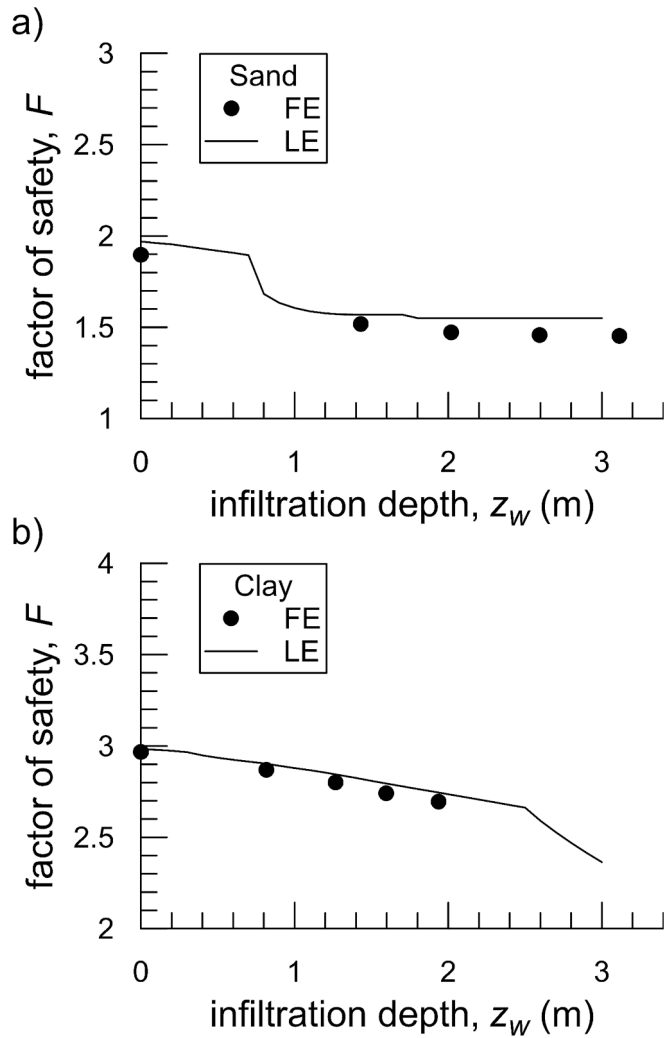 a)
3
2.5
2
1.5
1
factor of safety, F
Sand
FE
LE
0 1 2 3
infiltration depth, z_w (m)
b)
4
3.5
3
2.5
2
factor of safety, F
Clay
FE
LE
0 1 2 3
infiltration depth, z_w (m)